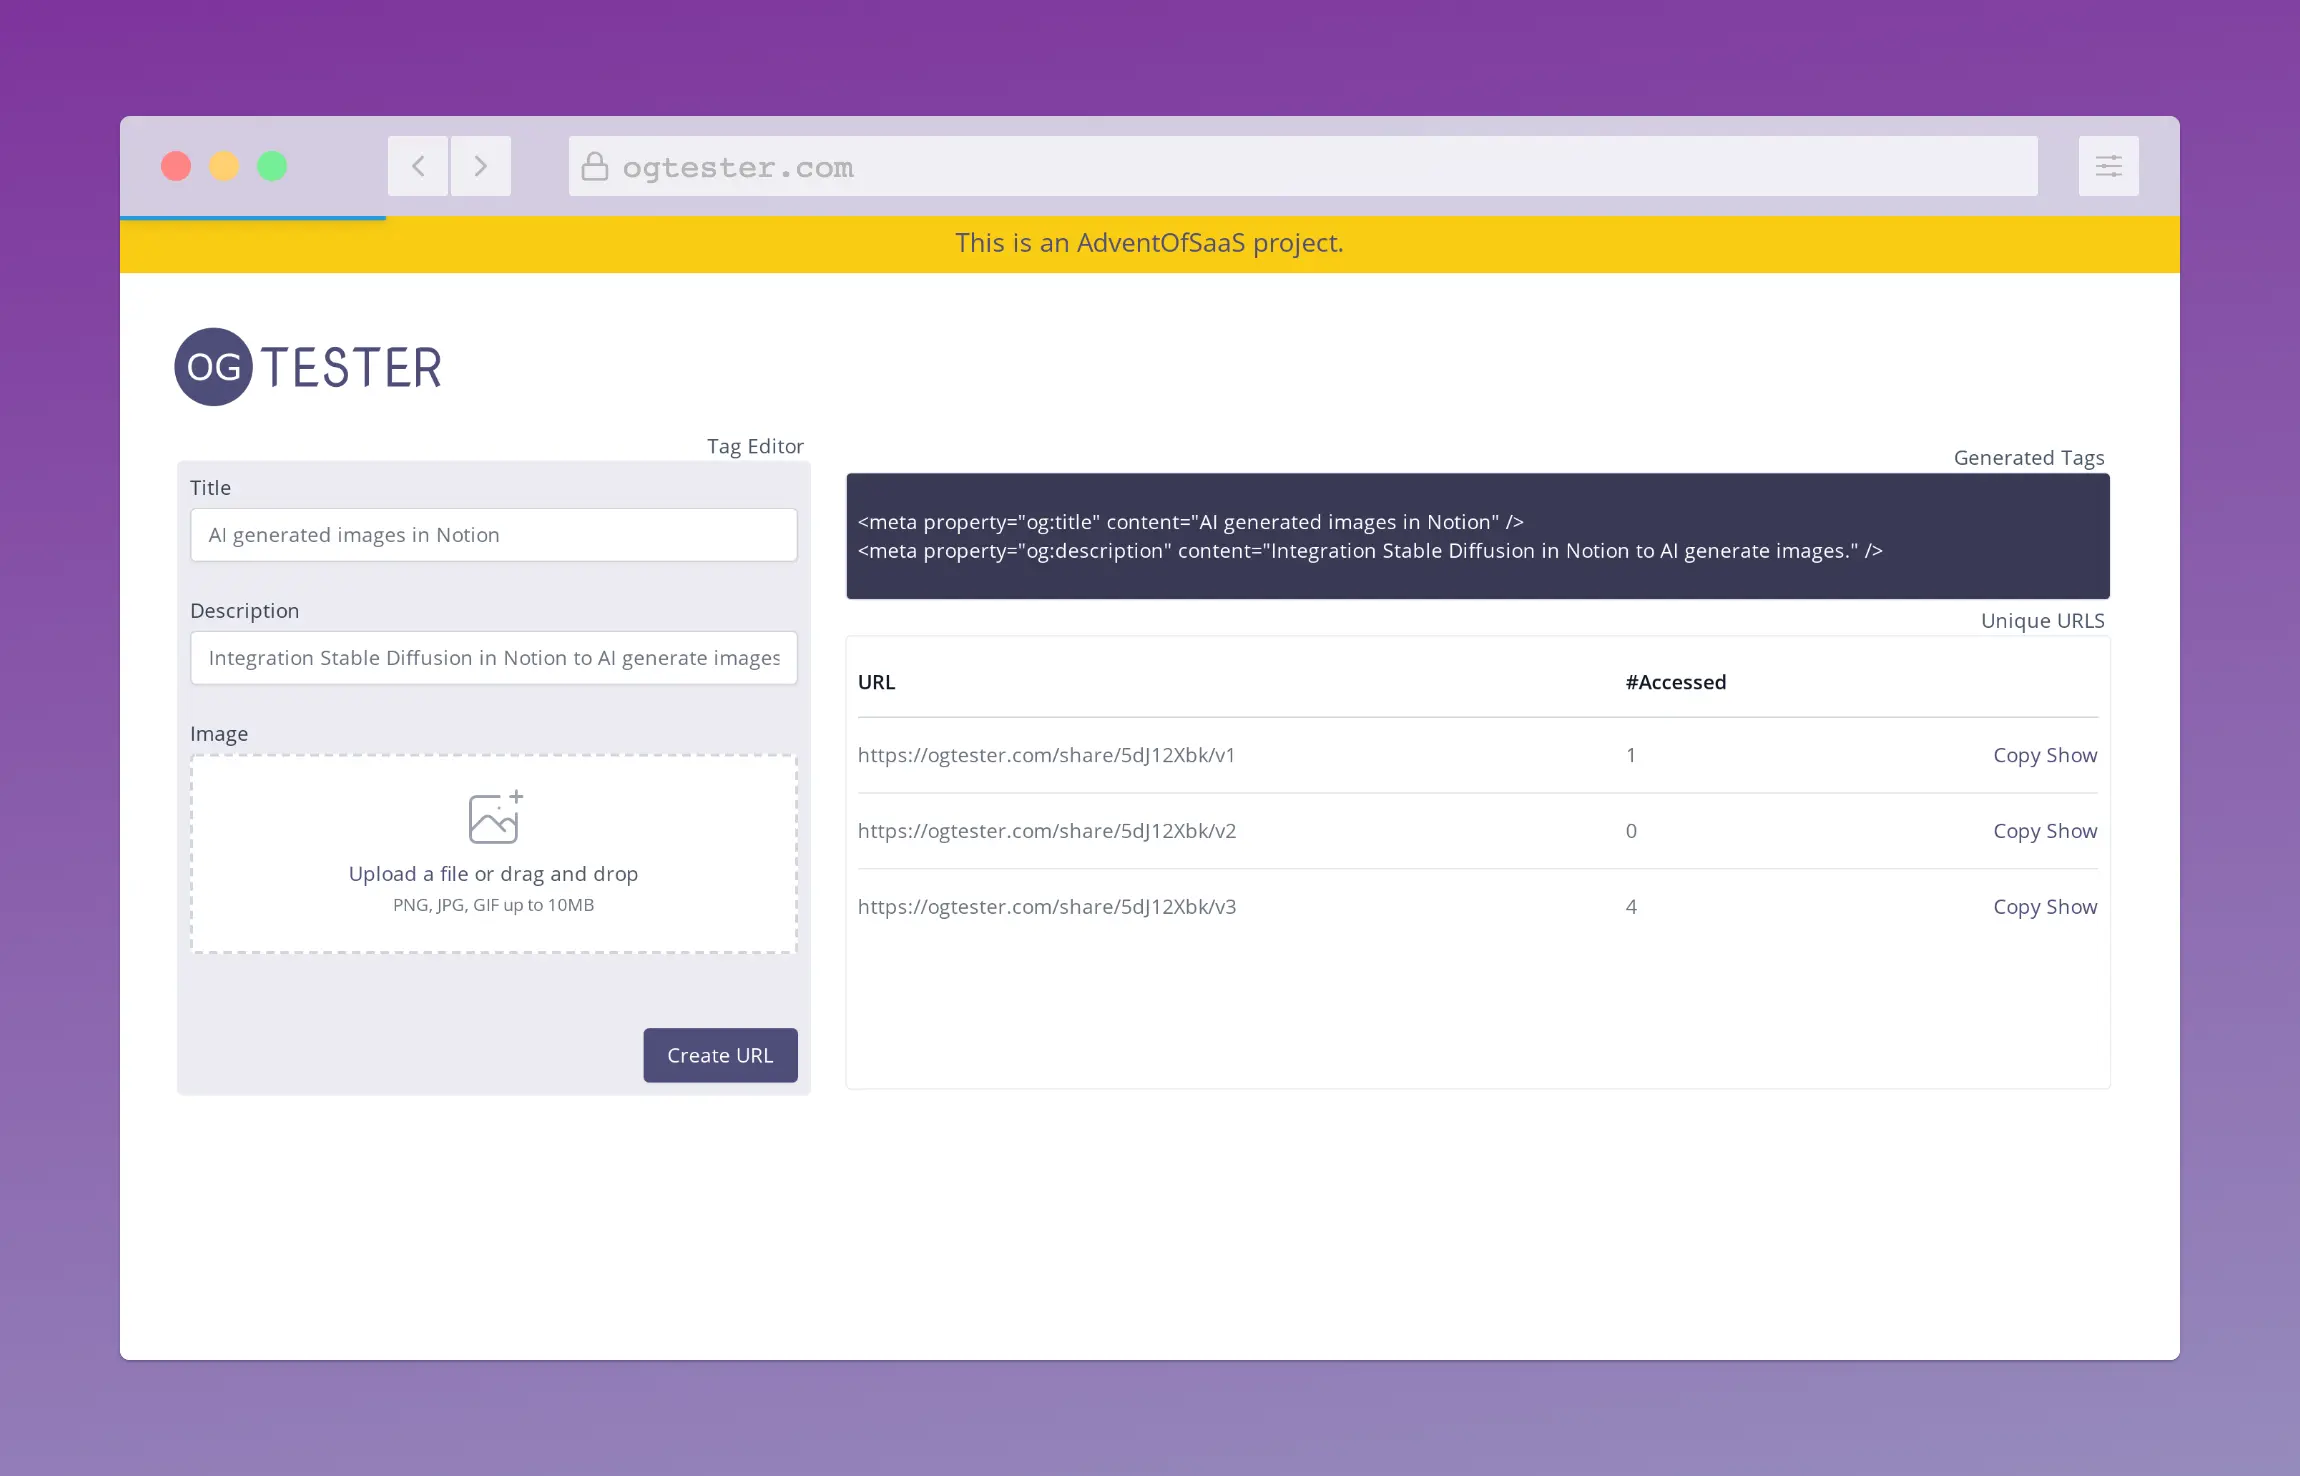 ogtester.com
This is an AdventOfSaaS project.
OG TESTER
Tag Editor
Title
AI generated images in Notion
Description
Integration Stable Diffusion in Notion to AI generate images
Image
Upload a file or drag and drop
PNG, JPG, GIF up to 10MB
Create URL
Generated Tags
<meta property="og:title" content="AI generated images in Notion" />
<meta property="og:description" content="Integration Stable Diffusion in Notion to AI generate images." />
Unique URLS
URL #Accessed
https://ogtester.com/share/5dJ12Xbk/v1 1 Copy Show
https://ogtester.com/share/5dJ12Xbk/v2 0 Copy Show
https://ogtester.com/share/5dJ12Xbk/v3 4 Copy Show